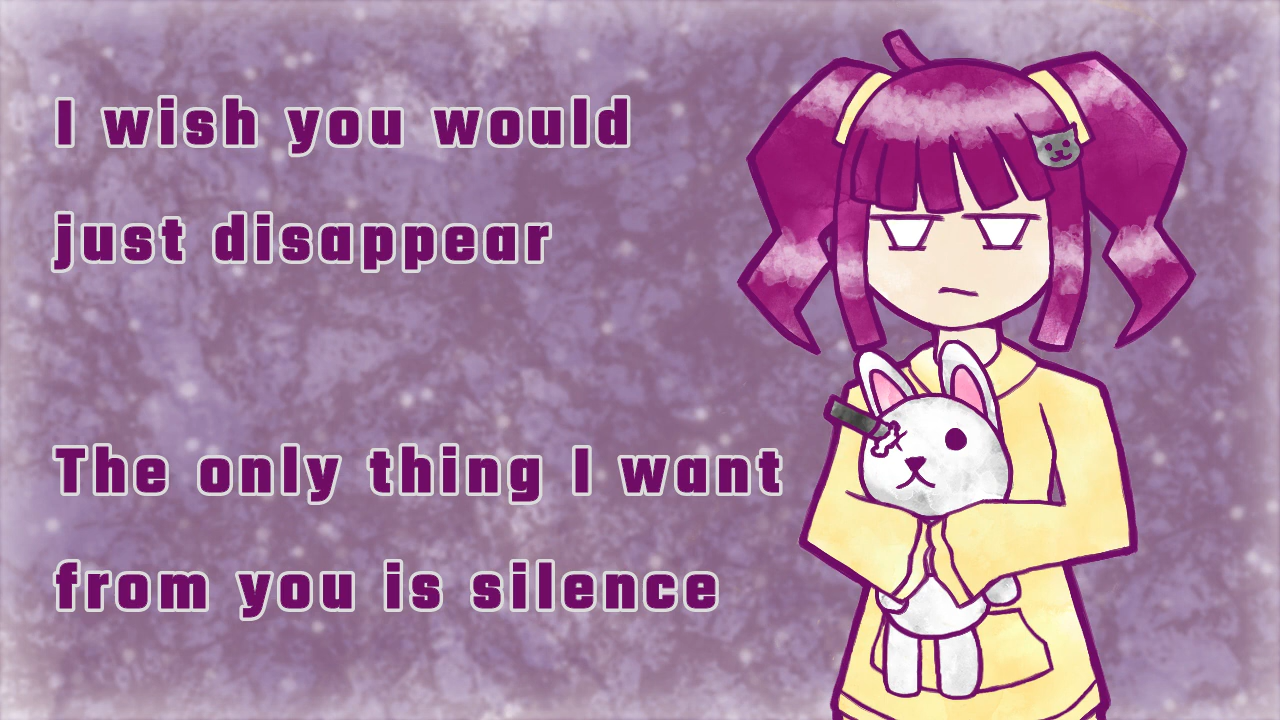 I wish you would
just disappear
The only thing I want
from you is silence